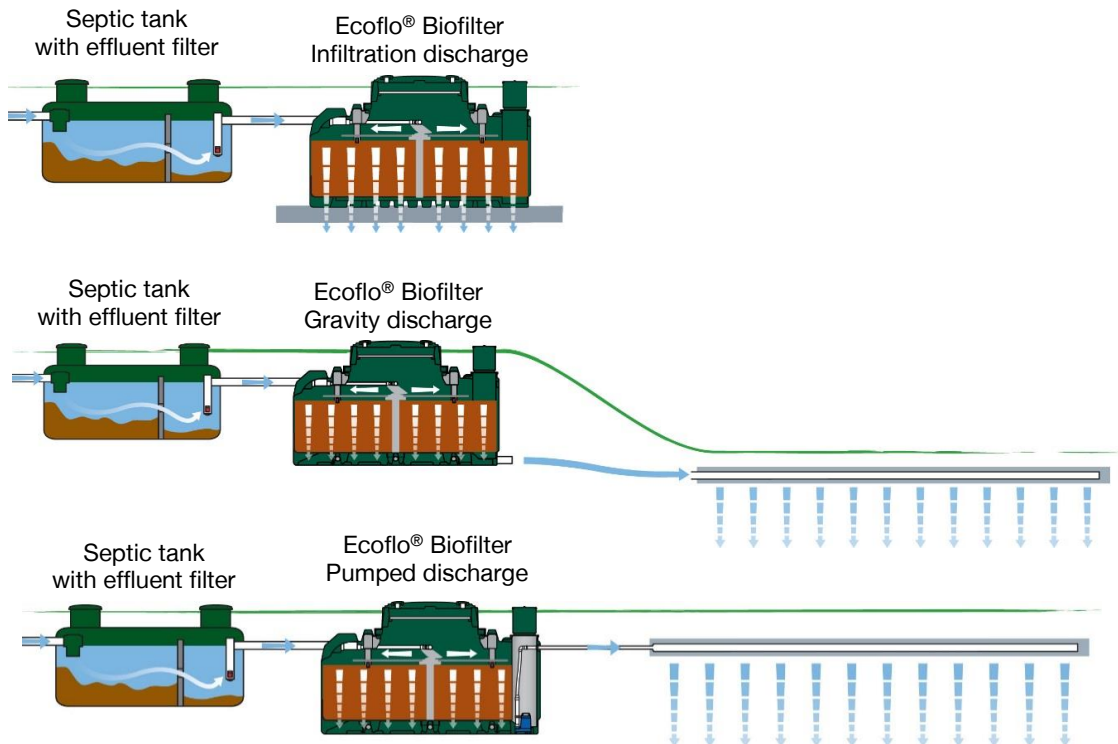 Septic tank
with effluent filter
Ecoflo® Biofilter
Infiltration discharge
Septic tank
with effluent filter
Ecoflo® Biofilter
Gravity discharge
Septic tank
with effluent filter
Ecoflo® Biofilter
Pumped discharge